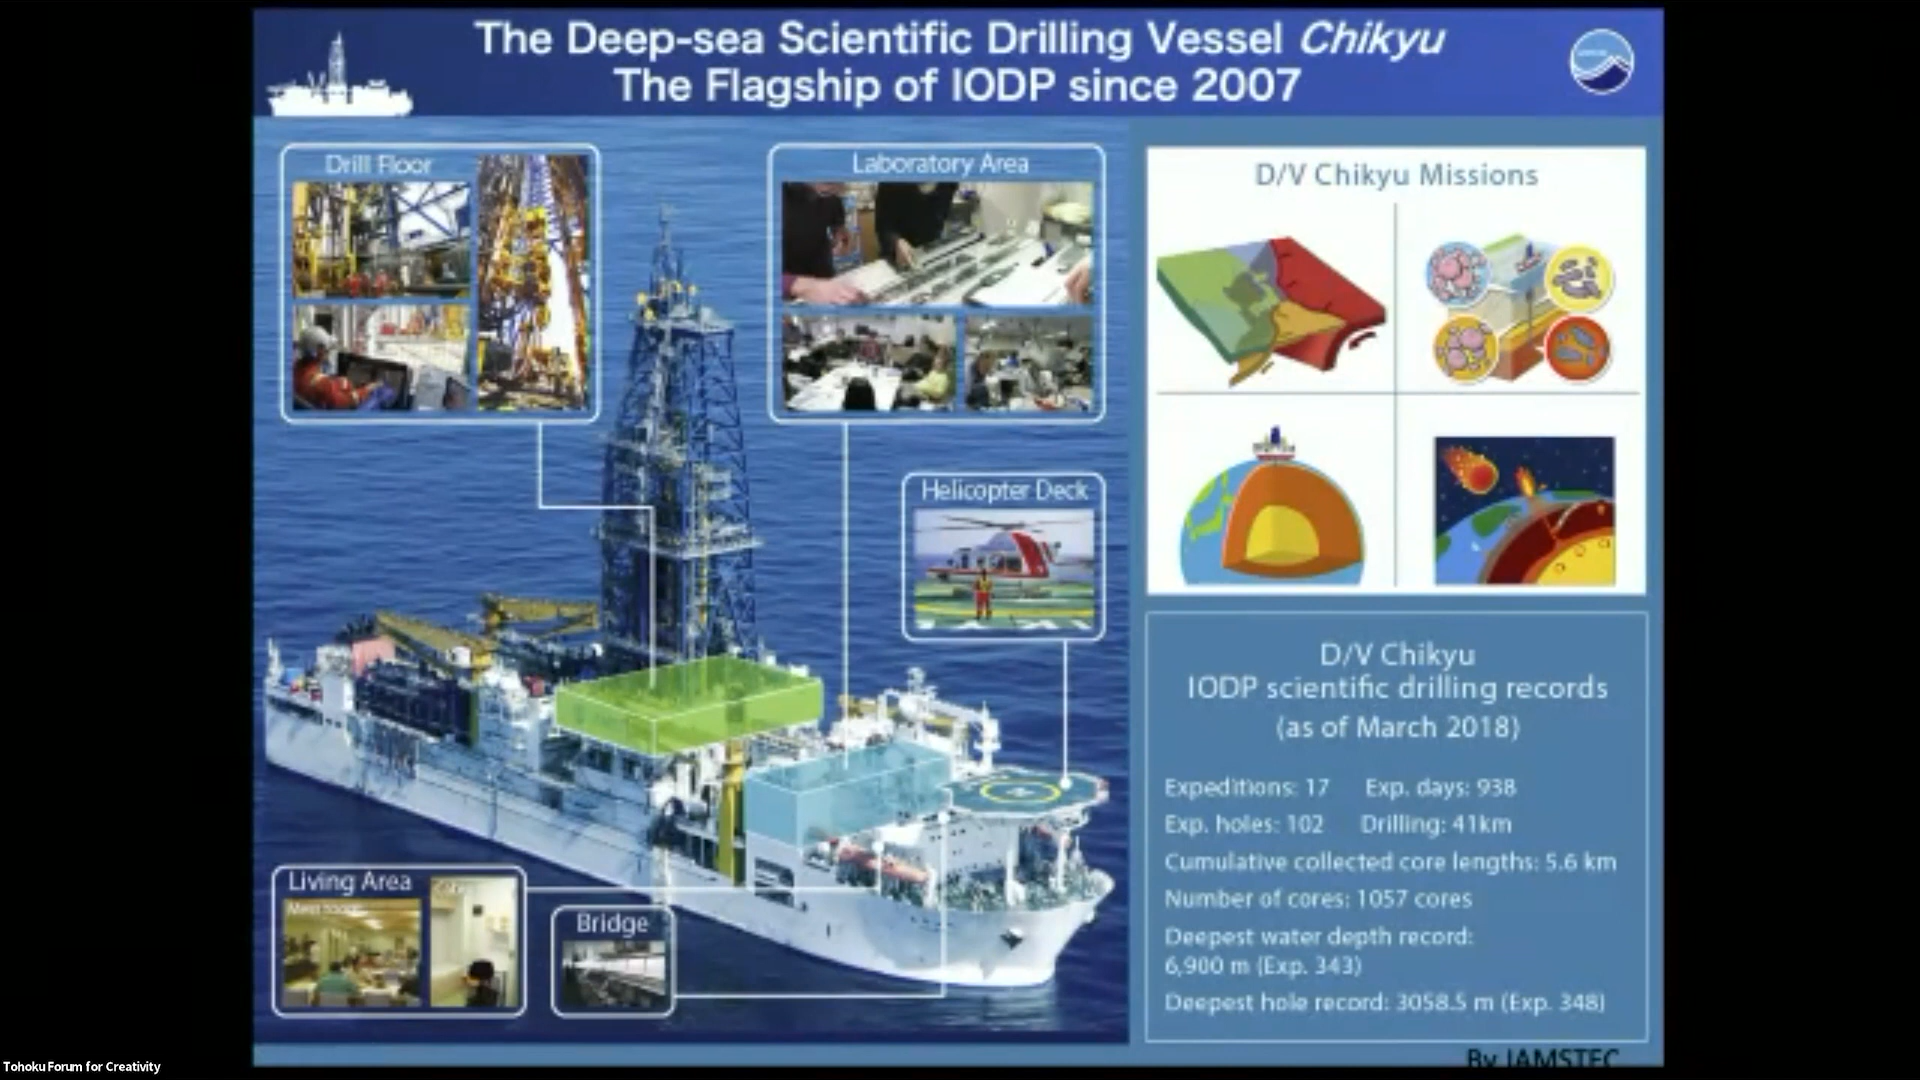 The Deep-sea Scientific Drilling Vessel Chikyu
The Flagship of IODP since 2007
Drill Floor
Laboratory Area
Helicopter Deck
Living Area
Bridge
D/V Chikyu Missions
D/V Chikyu
IODP scientific drilling records
(as of March 2018)
Expeditions: 17 Exp. days: 938
Exp. holes: 102 Drilling: 41km
Cumulative collected core lengths: 5.6 km
Number of cores: 1057 cores
Deepest water depth record:
6,900 m (Exp. 343)
Deepest hole record: 3058.5 m (Exp. 348)
By JAMSTEC
Tohoku Forum for Creativity